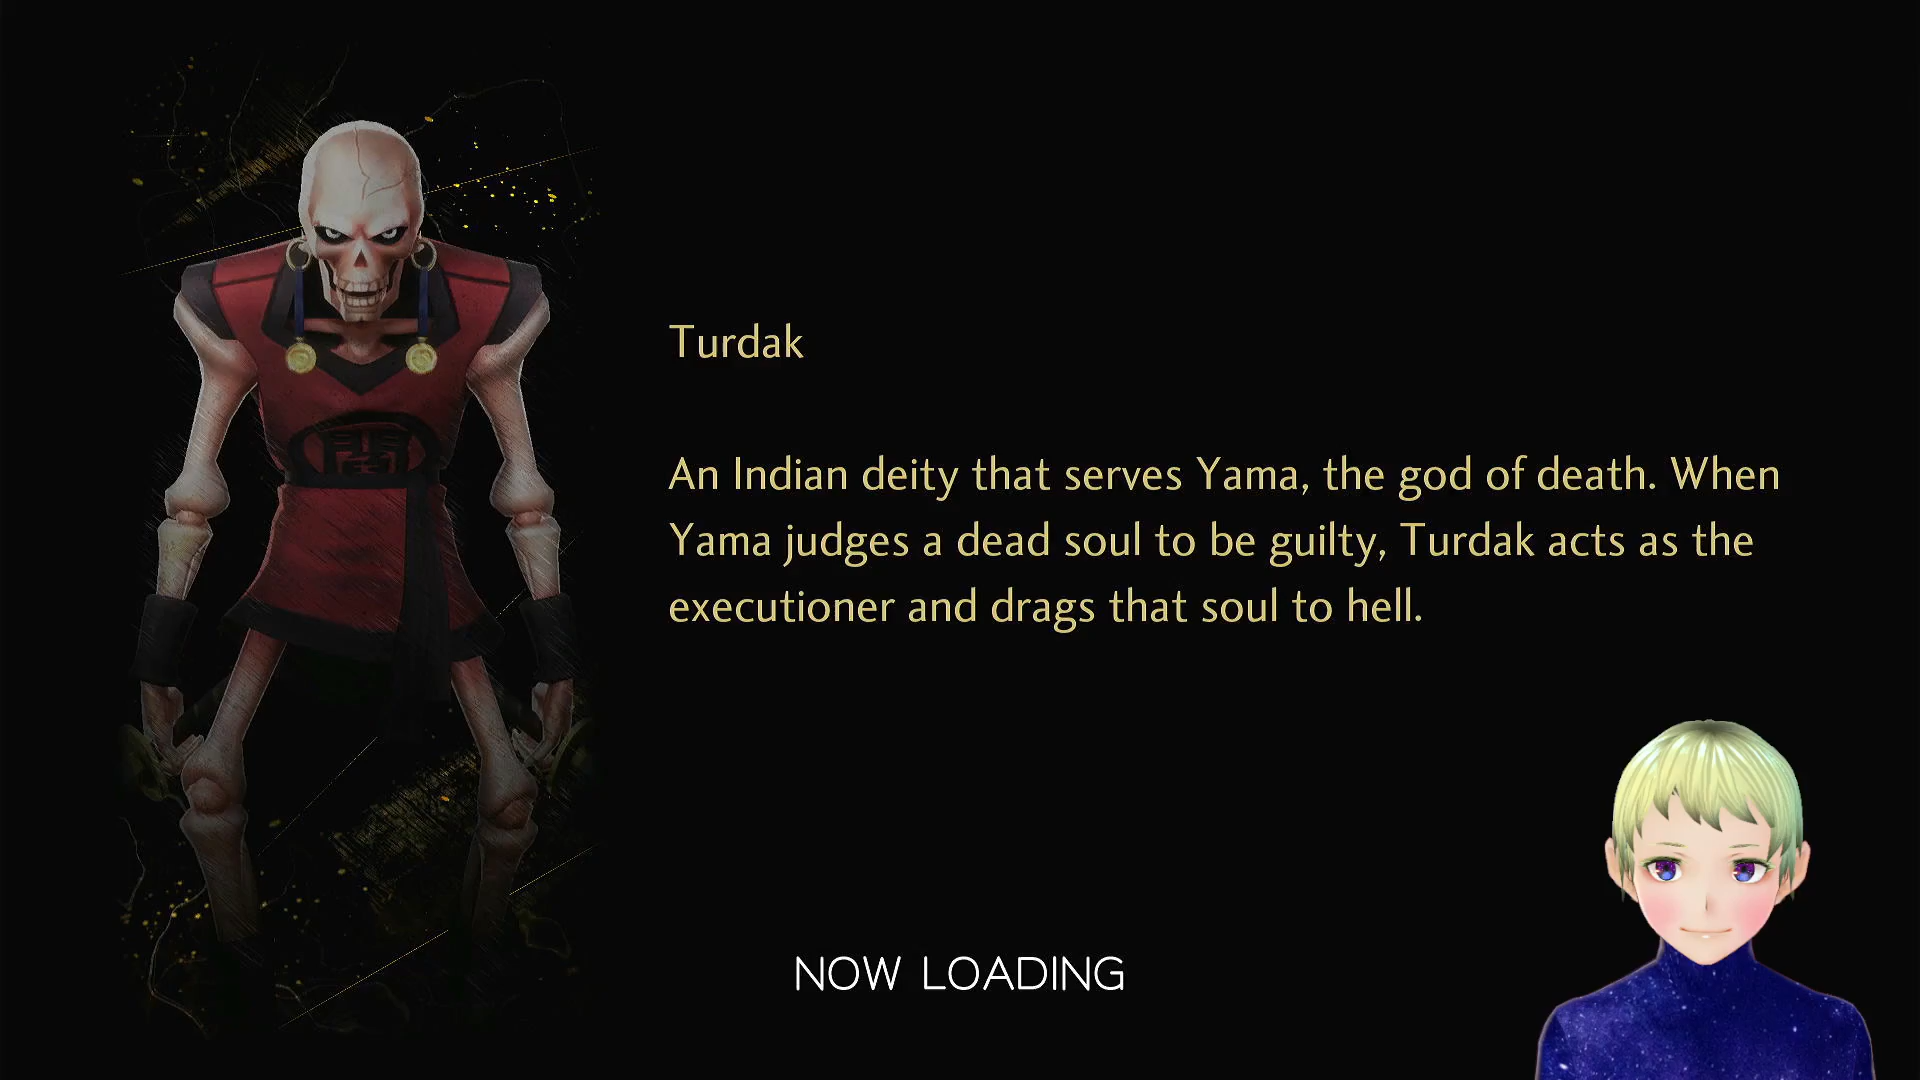 Turdak
An Indian deity that serves Yama, the god of death. When
Yama judges a dead soul to be guilty, Turdak acts as the
executioner and drags that soul to hell.
NOW LOADING